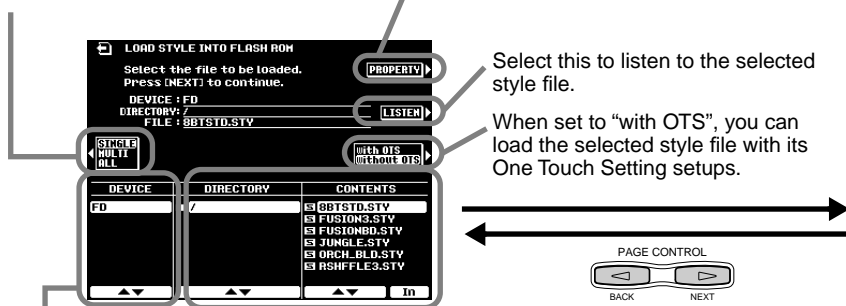 LOAD STYLE INTO FLASH ROM
Select the file to be loaded.
Press [NEXT] to continue.
PROPERTY
DEVICE : FD
DIRECTORY: /
FILE : 8BTSTD.STY
LISTEN
SINGLE
MULTI
ALL
with OTS
without OTS
DEVICE DIRECTORY CONTENTS
FD / S 8BTSTD.STY
S FUSION3.STY
S FUSIONBD.STY
S JUNGLE.STY
S ORCH_BLD.STY
S RSHFFLE3.STY
In
Select this to listen to the selected
style file.
When set to “with OTS”, you can
load the selected style file with its
One Touch Setting setups.
PAGE CONTROL
BACK NEXT